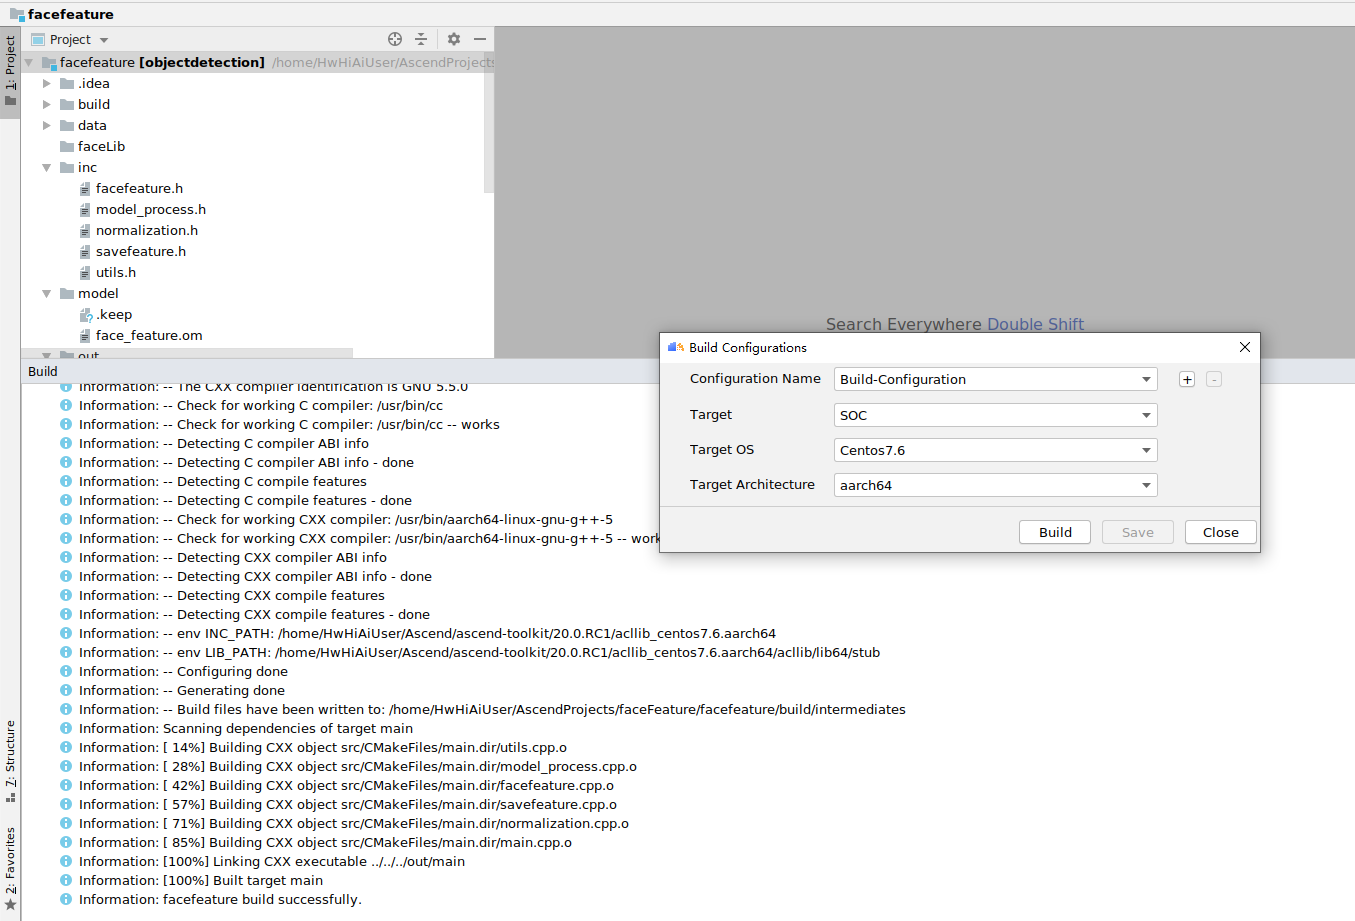 facefeature
1: Project
Project
facefeature [objectdetection] /home/HwHiAiUser/AscendProjects
.idea
build
data
faceLib
inc
facefeature.h
model_process.h
normalization.h
savefeature.h
utils.h
model
.keep
face_feature.om
out
Search Everywhere Double Shift
Build Configurations
Configuration Name Build-Configuration + -
Target SOC
Target OS Centos7.6
Target Architecture aarch64
Build Save Close
Build
Information: -- The CXX compiler identification is GNU 5.5.0
Information: -- Check for working C compiler: /usr/bin/cc
Information: -- Check for working C compiler: /usr/bin/cc -- works
Information: -- Detecting C compiler ABI info
Information: -- Detecting C compiler ABI info - done
Information: -- Detecting C compile features
Information: -- Detecting C compile features - done
Information: -- Check for working CXX compiler: /usr/bin/aarch64-linux-gnu-g++-5
Information: -- Check for working CXX compiler: /usr/bin/aarch64-linux-gnu-g++-5 -- work
Information: -- Detecting CXX compiler ABI info
Information: -- Detecting CXX compiler ABI info - done
Information: -- Detecting CXX compile features
Information: -- Detecting CXX compile features - done
Information: -- env INC_PATH: /home/HwHiAiUser/Ascend/ascend-toolkit/20.0.RC1/acllib_centos7.6.aarch64
Information: -- env LIB_PATH: /home/HwHiAiUser/Ascend/ascend-toolkit/20.0.RC1/acllib_centos7.6.aarch64/acllib/lib64/stub
Information: -- Configuring done
Information: -- Generating done
Information: -- Build files have been written to: /home/HwHiAiUser/AscendProjects/faceFeature/facefeature/build/intermediates
Information: Scanning dependencies of target main
Information: [ 14%] Building CXX object src/CMakeFiles/main.dir/utils.cpp.o
Information: [ 28%] Building CXX object src/CMakeFiles/main.dir/model_process.cpp.o
Information: [ 42%] Building CXX object src/CMakeFiles/main.dir/facefeature.cpp.o
Information: [ 57%] Building CXX object src/CMakeFiles/main.dir/savefeature.cpp.o
Information: [ 71%] Building CXX object src/CMakeFiles/main.dir/normalization.cpp.o
Information: [ 85%] Building CXX object src/CMakeFiles/main.dir/main.cpp.o
Information: [100%] Linking CXX executable ../../../out/main
Information: [100%] Built target main
Information: facefeature build successfully.
7: Structure
2: Favorites